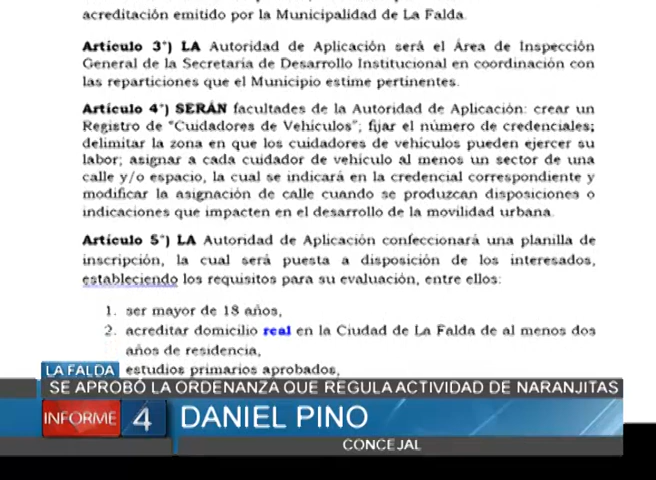 acreditación emitido por la Municipalidad de La Falda.
Artículo 3°) LA Autoridad de Aplicación será el Área de Inspección
General de la Secretaría de Desarrollo Institucional en coordinación con
las reparticiones que el Municipio estime pertinentes.
Artículo 4°) SERÁN facultades de la Autoridad de Aplicación: crear un
Registro de "Cuidadores de Vehículos"; fijar el número de credenciales;
delimitar la zona en que los cuidadores de vehículos pueden ejercer su
labor; asignar a cada cuidador de vehículo al menos un sector de una
calle y/o espacio, la cual se indicará en la credencial correspondiente y
modificar la asignación de calle cuando se produzcan disposiciones o
indicaciones que impacten en el desarrollo de la movilidad urbana.
Artículo 5°) LA Autoridad de Aplicación confeccionará una planilla de
inscripción, la cual será puesta a disposición de los interesados,
estableciendo los requisitos para su evaluación, entre ellos:
1. ser mayor de 18 años,
2. acreditar domicilio real en la Ciudad de La Falda de al menos dos
años de residencia,
estudios primarios aprobados,
LA FALDA
SE APROBÓ LA ORDENANZA QUE REGULA ACTIVIDAD DE NARANJITAS
INFORME 4 DANIEL PINO
CONCEJAL